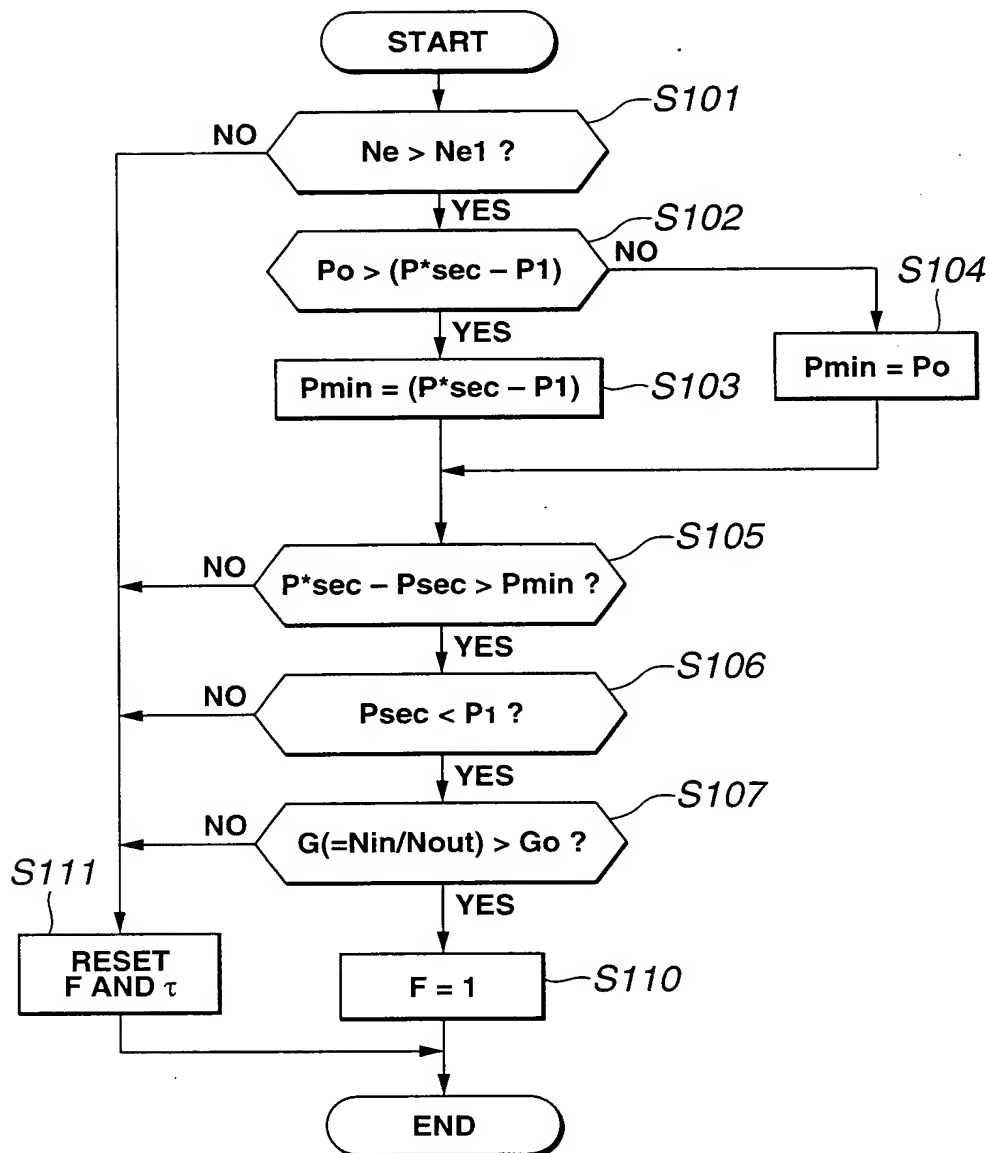 START
S101
NO
Ne > Ne1 ?
YES
S102
Po > (P*sec – P1)
NO
S104
YES
Pmin = (P*sec – P1)
S103
Pmin = Po
S105
NO
P*sec – Psec > Pmin ?
YES
S106
NO
Psec < P1 ?
YES
S107
NO
G(=Nin/Nout) > Go ?
S111
YES
RESET
F AND τ
F = 1
S110
END